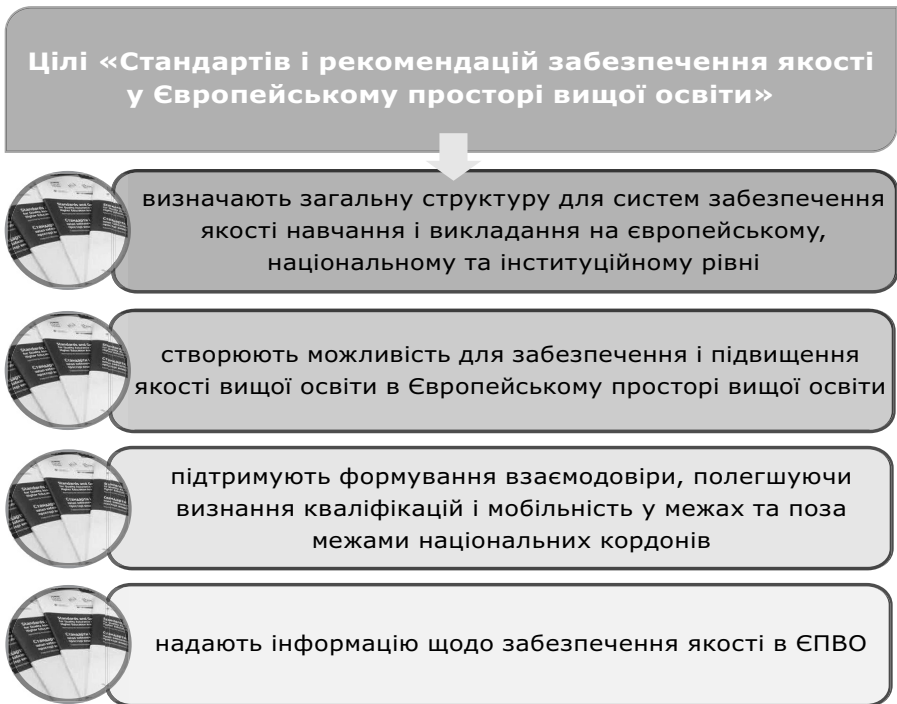 Цілі «Стандартів і рекомендацій забезпечення якості
у Європейському просторі вищої освіти»
визначають загальну структуру для систем забезпечення
якості навчання і викладання на європейському,
національному та інституційному рівні
створюють можливість для забезпечення і підвищення
якості вищої освіти в Європейському просторі вищої освіти
підтримують формування взаємодовіри, полегшуючи
визнання кваліфікацій і мобільність у межах та поза
межами національних кордонів
надають інформацію щодо забезпечення якості в ЄПВО